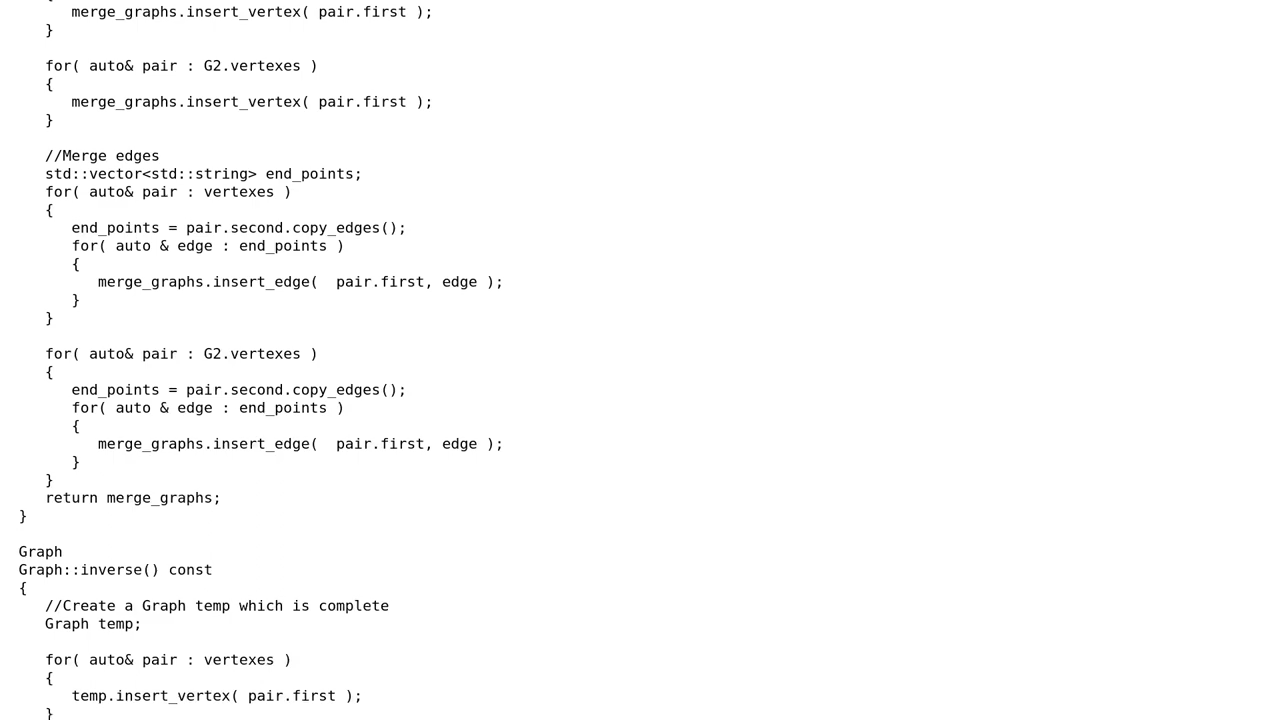 {
merge_graphs.insert_vertex( pair.first );
}
for( auto& pair : G2.vertexes )
{
merge_graphs.insert_vertex( pair.first );
}
//Merge edges
std::vector<std::string> end_points;
for( auto& pair : vertexes )
{
end_points = pair.second.copy_edges();
for( auto & edge : end_points )
{
merge_graphs.insert_edge(  pair.first, edge );
}
}
for( auto& pair : G2.vertexes )
{
end_points = pair.second.copy_edges();
for( auto & edge : end_points )
{
merge_graphs.insert_edge(  pair.first, edge );
}
}
return merge_graphs;
}
Graph
Graph::inverse() const
{
//Create a Graph temp which is complete
Graph temp;
for( auto& pair : vertexes )
{
temp.insert_vertex( pair.first );
}